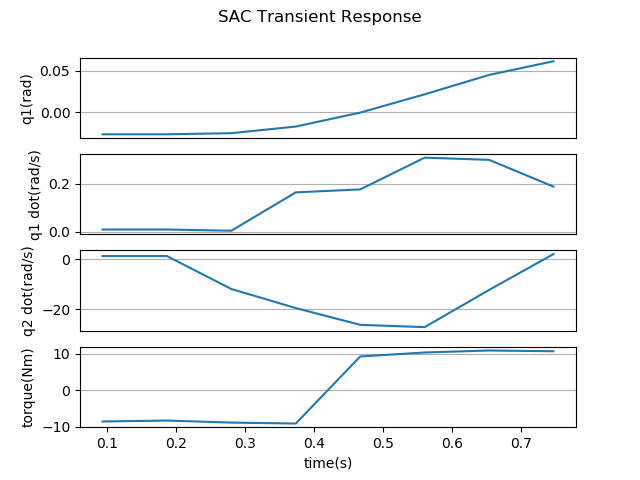 SAC Transient Response
q1(rad)
0.05
0.00
q1 dot(rad/s)
0.2
0.0
q2 dot(rad/s)
0
−20
torque(Nm)
10
0
−10
0.1 0.2 0.3 0.4 0.5 0.6 0.7
time(s)